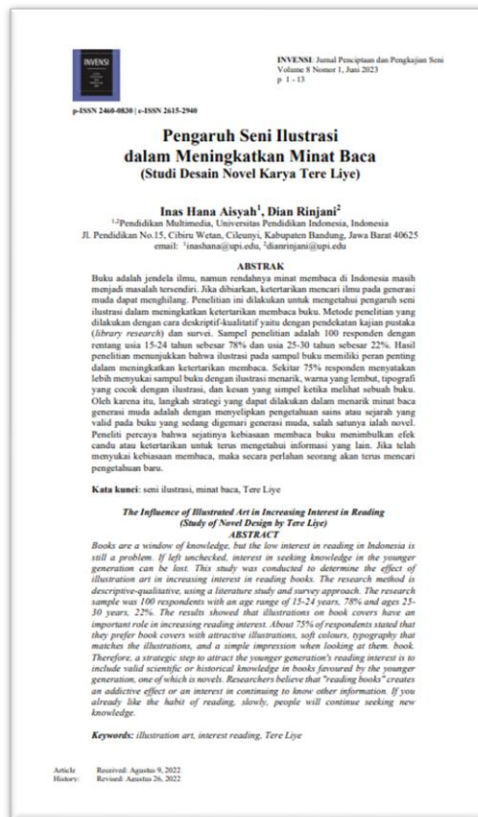 INVENSI
INVENSI: Jurnal Penciptaan dan Pengkajian Seni
Volume 8 Nomor 1, Juni 2023
p 1 - 13
p-ISSN 2460-0830 | e-ISSN 2615-2940
Pengaruh Seni Ilustrasi
dalam Meningkatkan Minat Baca
(Studi Desain Novel Karya Tere Liye)
Inas Hana Aisyah1, Dian Rinjani2
1,2Pendidikan Multimedia, Universitas Pendidikan Indonesia, Indonesia
Jl. Pendidikan No.15, Cibiru Wetan, Cileunyi, Kabupaten Bandung, Jawa Barat 40625
email: 1inashana@upi.edu, 2dianrinjani@upi.edu
ABSTRAK
Buku adalah jendela ilmu, namun rendahnya minat membaca di Indonesia masih
menjadi masalah tersendiri. Jika dibiarkan, ketertarikan mencari ilmu pada generasi
muda dapat menghilang. Penelitian ini dilakukan untuk mengetahui pengaruh seni
ilustrasi dalam meningkatkan ketertarikan membaca buku. Metode penelitian yang
dilakukan dengan cara deskriptif-kualitatif yaitu dengan pendekatan kajian pustaka
(library research) dan survei. Sampel penelitian adalah 100 responden dengan
rentang usia 15-24 tahun sebesar 78% dan usia 25-30 tahun sebesar 22%. Hasil
penelitian menunjukkan bahwa ilustrasi pada sampul buku memiliki peran penting
dalam meningkatkan ketertarikan membaca. Sekitar 75% responden menyatakan
lebih menyukai sampul buku dengan ilustrasi menarik, warna yang lembut, tipografi
yang cocok dengan ilustrasi, dan kesan yang simpel ketika melihat sebuah buku.
Oleh karena itu, langkah strategi yang dapat dilakukan dalam menarik minat baca
generasi muda adalah dengan menyelipkan pengetahuan sains atau sejarah yang
valid pada buku yang sedang digemari generasi muda, salah satunya ialah novel.
Peneliti percaya bahwa sejatinya kebiasaan membaca buku menimbulkan efek
candu atau ketertarikan untuk terus mengetahui informasi yang lain. Jika telah
menyukai kebiasaan membaca, maka secara perlahan seorang akan terus mencari
pengetahuan baru.
Kata kunci: seni ilustrasi, minat baca, Tere Liye
The Influence of Illustrated Art in Increasing Interest in Reading
(Study of Novel Design by Tere Liye)
ABSTRACT
Books are a window of knowledge, but the low interest in reading in Indonesia is
still a problem. If left unchecked, interest in seeking knowledge in the younger
generation can be lost. This study was conducted to determine the effect of
illustration art in increasing interest in reading books. The research method is
descriptive-qualitative, using a literature study and survey approach. The research
sample was 100 respondents with an age range of 15-24 years, 78% and ages 25-
30 years, 22%. The results showed that illustrations on book covers have an
important role in increasing reading interest. About 75% of respondents stated that
they prefer book covers with attractive illustrations, soft colours, typography that
matches the illustrations, and a simple impression when looking at them. book.
Therefore, a strategic step to attract the younger generation's reading interest is to
include valid scientific or historical knowledge in books favoured by the younger
generation, one of which is novels. Researchers believe that "reading books" creates
an addictive effect or an interest in continuing to know other information. If you
already like the habit of reading, slowly, people will continue seeking new
knowledge.
Keywords: illustration art, interest reading, Tere Liye
Article Received: Agustus 9, 2022
History: Revised: Agustus 26, 2022